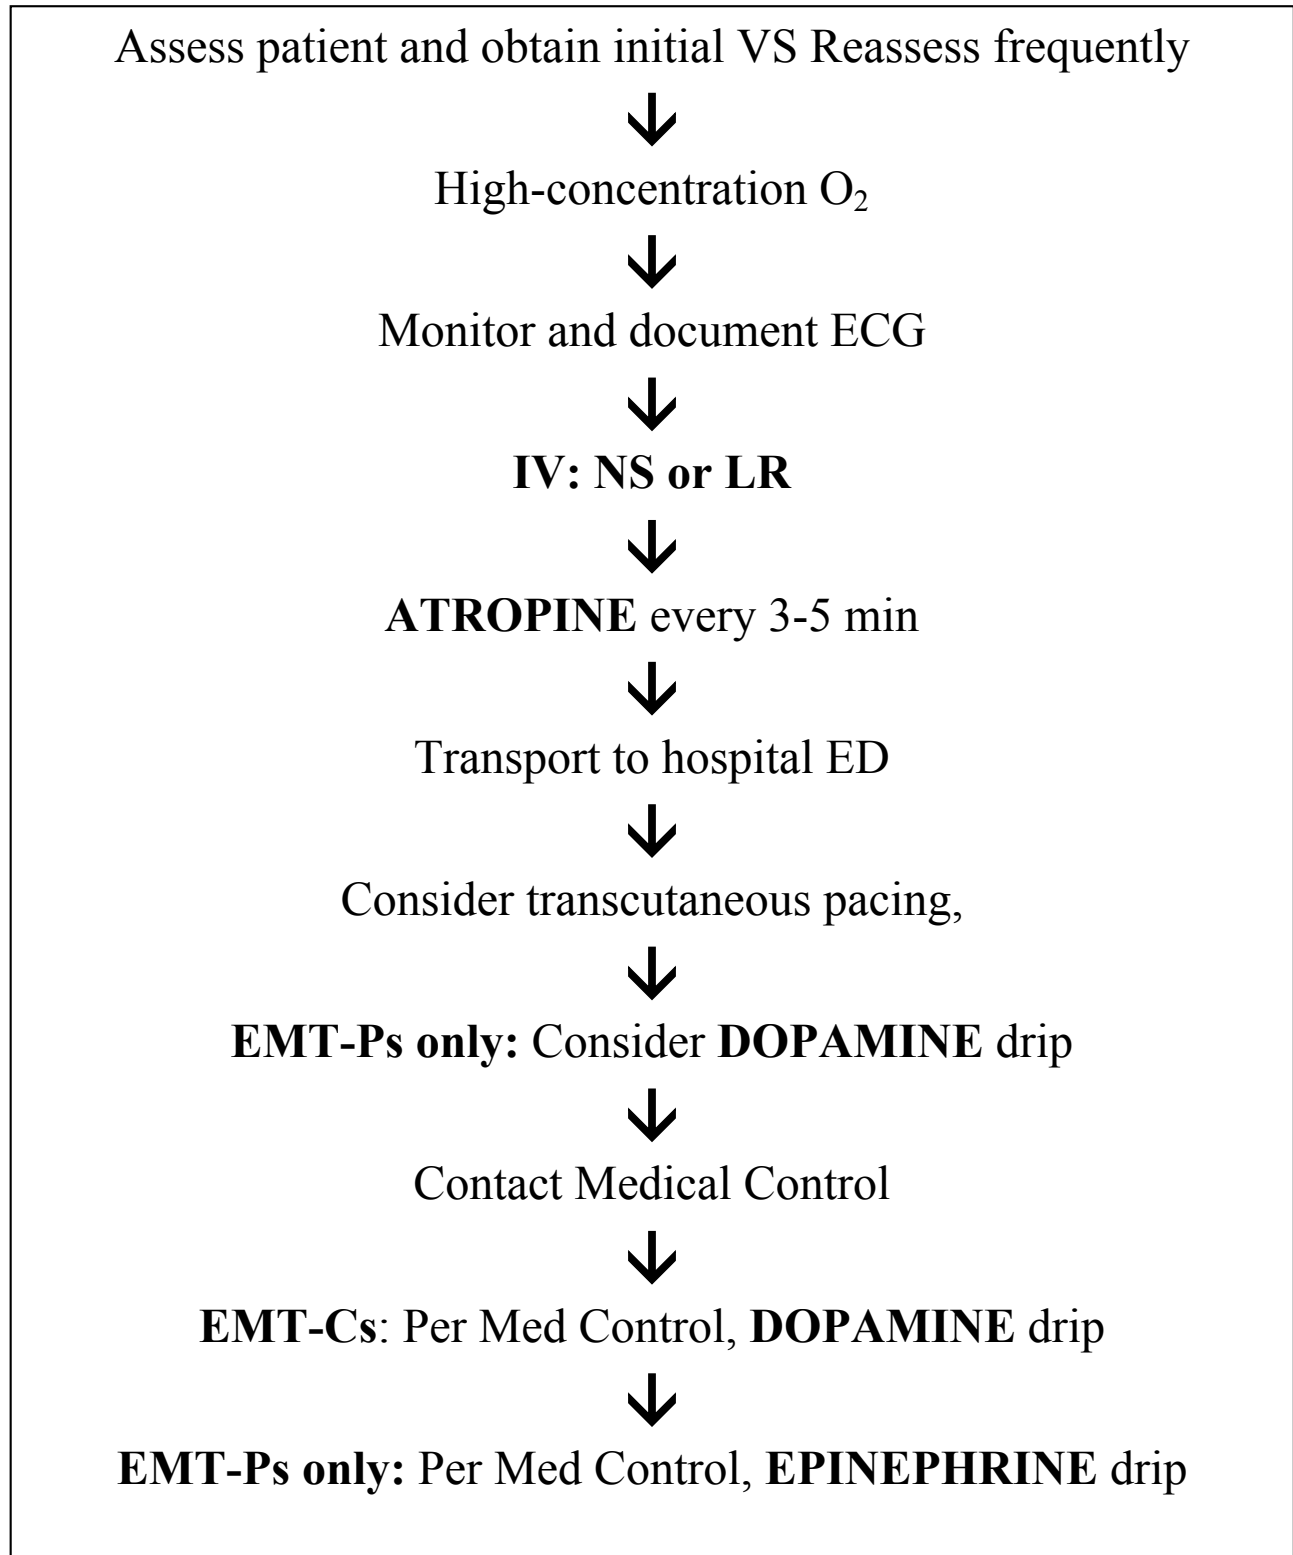 Assess patient and obtain initial VS Reassess frequently
High-concentration O₂
Monitor and document ECG
IV: NS or LR
ATROPINE every 3-5 min
Transport to hospital ED
Consider transcutaneous pacing,
EMT-Ps only: Consider DOPAMINE drip
Contact Medical Control
EMT-Cs: Per Med Control, DOPAMINE drip
EMT-Ps only: Per Med Control, EPINEPHRINE drip